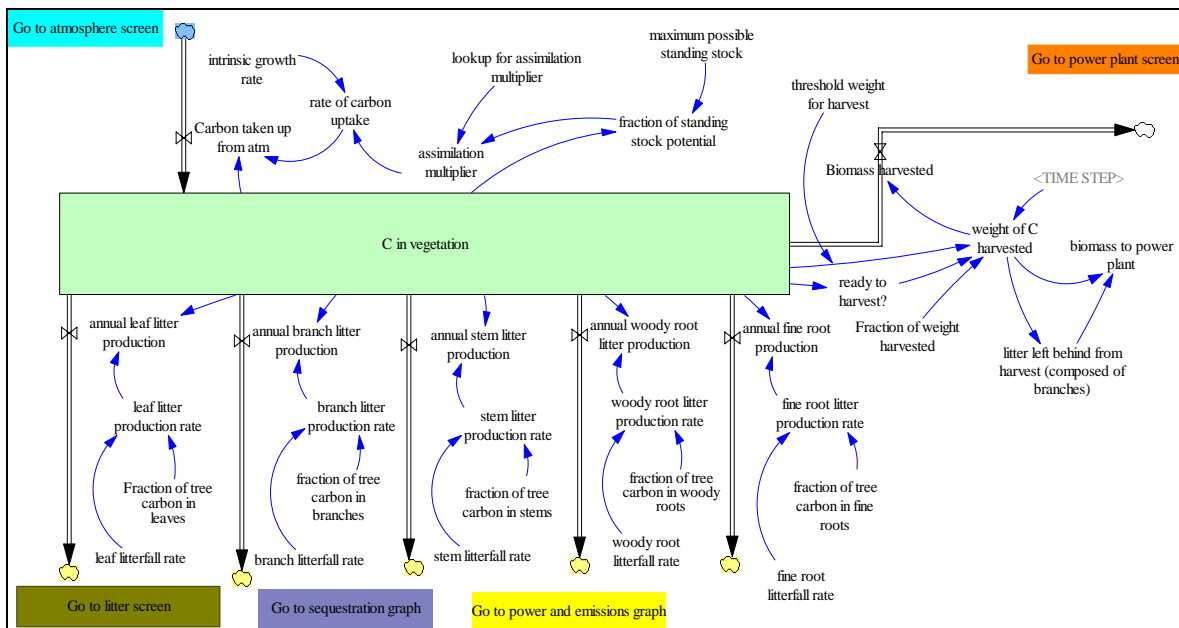 Go to atmosphere screen
intrinsic growth
rate
lookup for assimilation
multiplier
maximum possible
standing stock
Go to power plant screen
rate of carbon
uptake
threshold weight
for harvest
Carbon taken up
from atm
fraction of standing
stock potential
assimilation
multiplier
Biomass harvested
<TIME STEP>
C in vegetation
weight of C
harvested
biomass to power
plant
ready to
harvest?
Fraction of weight
harvested
litter left behind from
harvest (composed of
branches)
annual leaf litter
production
annual branch litter
production
annual stem litter
production
annual woody root
litter production
annual fine root
production
leaf litter
production rate
branch litter
production rate
stem litter
production rate
woody root litter
production rate
fine root litter
production rate
Fraction of tree
carbon in
leaves
fraction of tree
carbon in
branches
fraction of tree
carbon in stems
fraction of tree
carbon in woody
roots
fraction of tree
carbon in fine
roots
leaf litterfall rate
branch litterfall rate
stem litterfall rate
woody root
litterfall rate
fine root
litterfall rate
Go to litter screen
Go to sequestration graph
Go to power and emissions graph